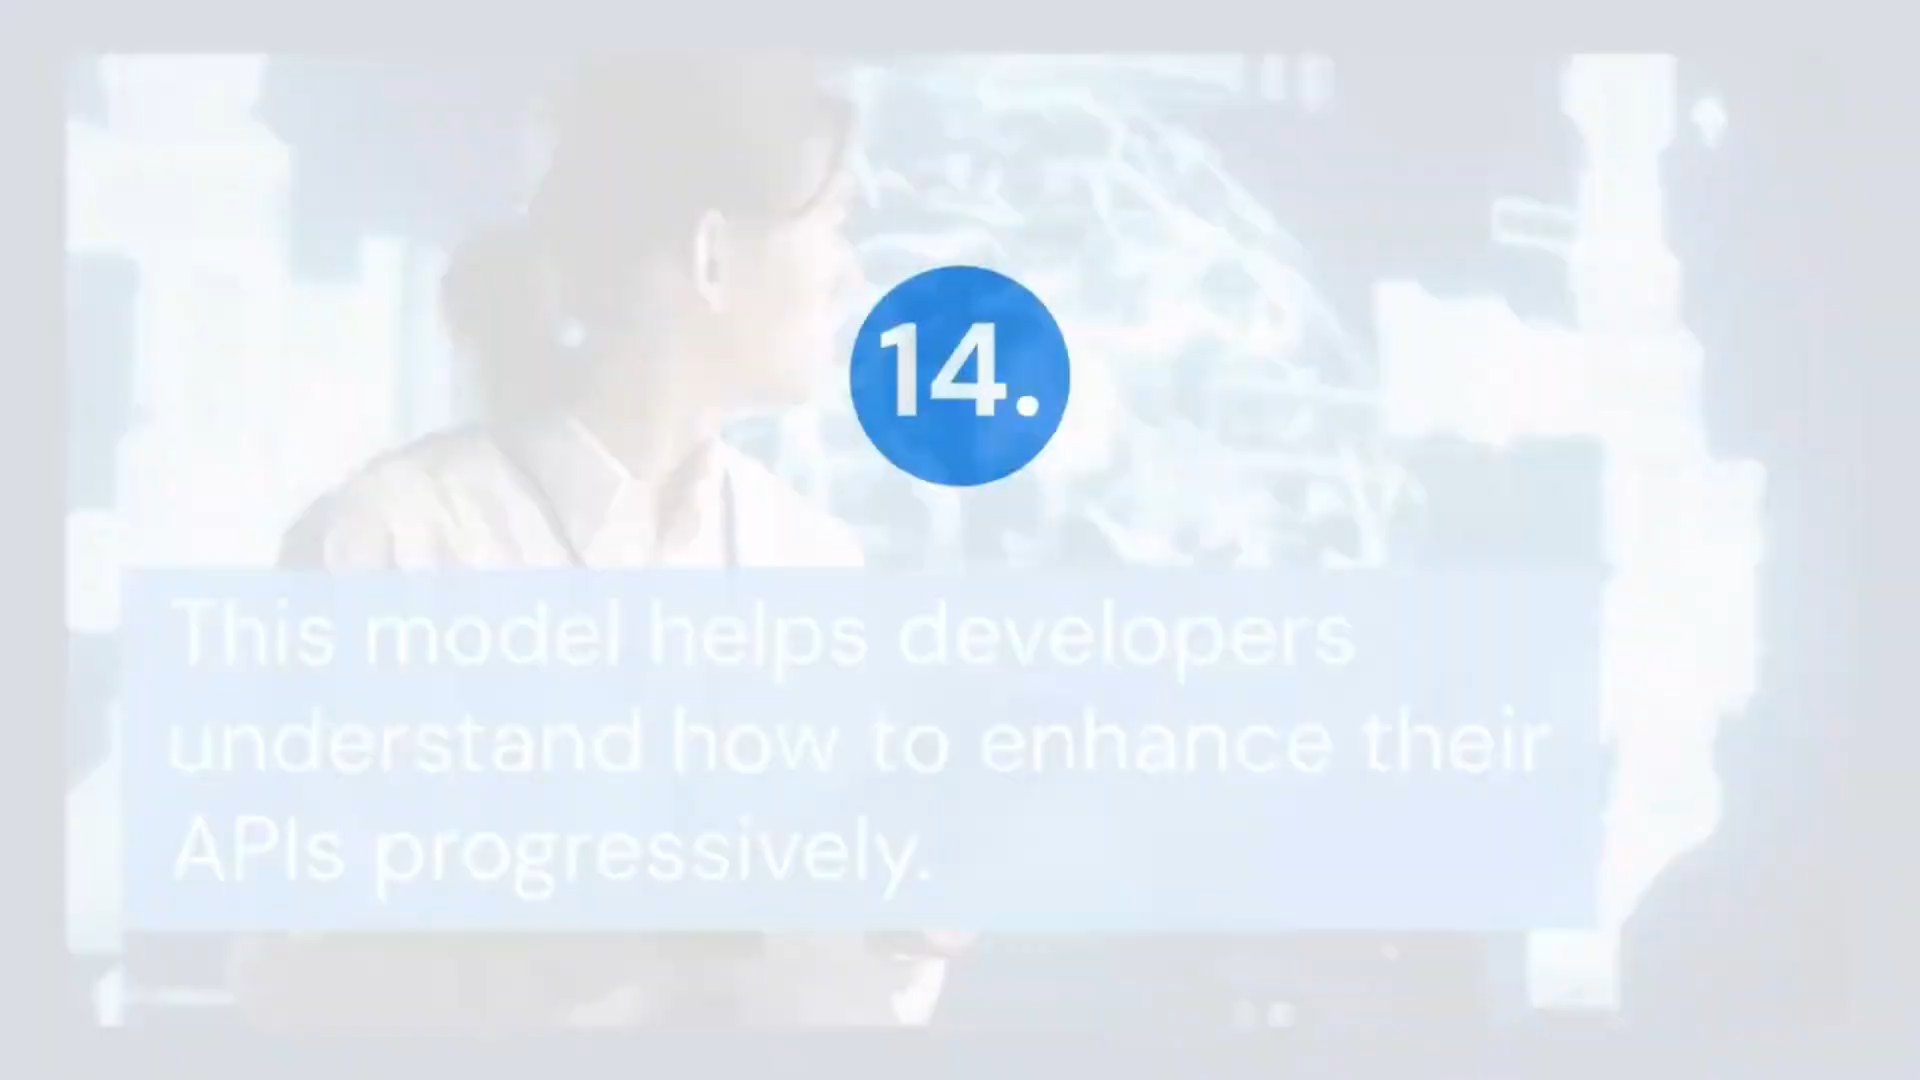 14.
This model helps developers
understand how to enhance their
APIs progressively.